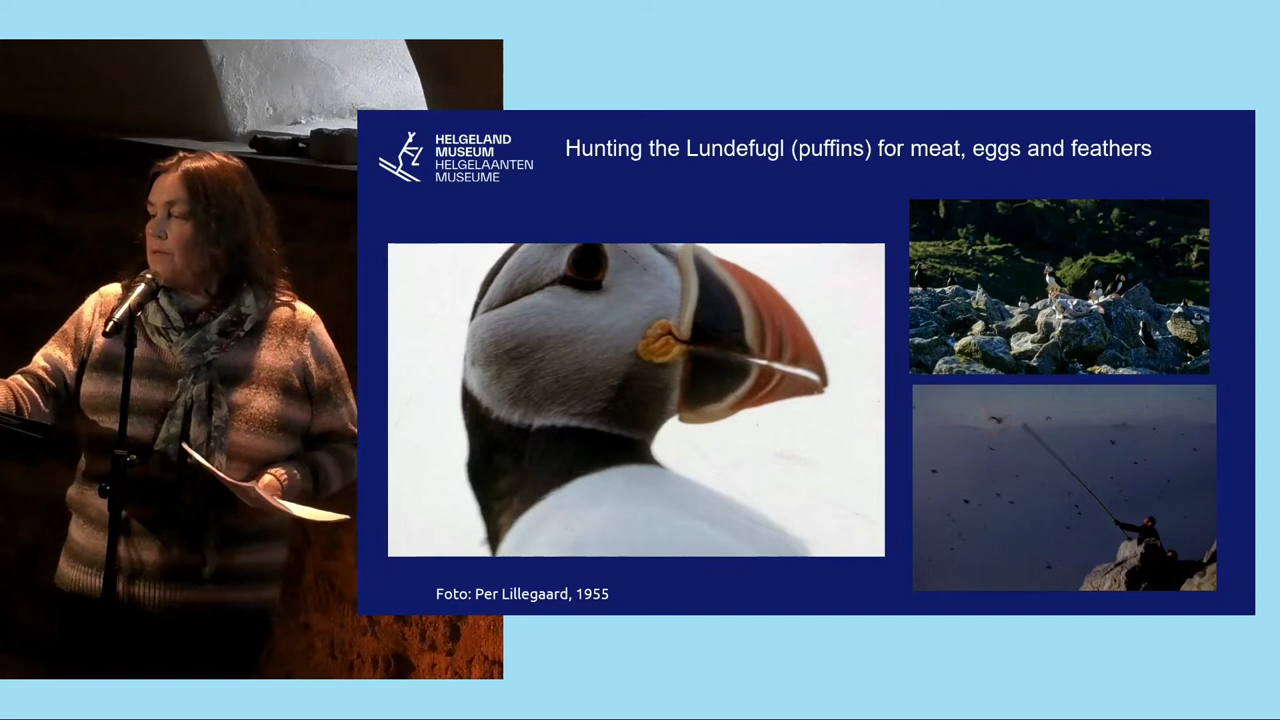 HELGELAND
MUSEUM
HELGELAANTEN
MUSEUME
Hunting the Lundefugl (puffins) for meat, eggs and feathers
Foto: Per Lillegaard, 1955